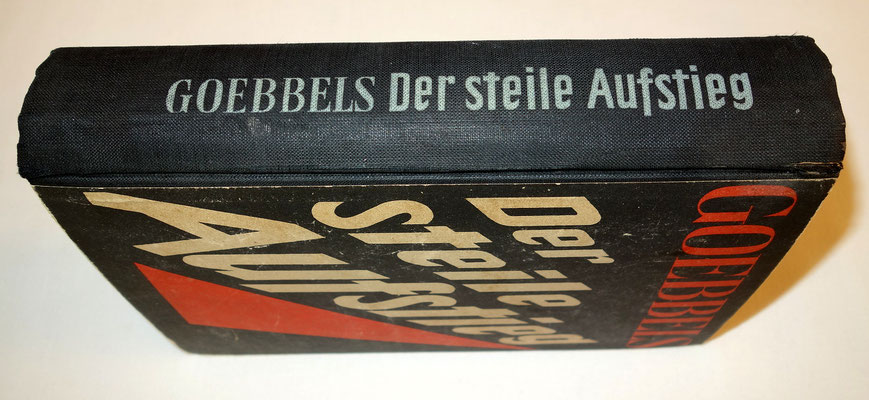 GOEBBELS Der steile Aufstieg
GOEBBELS
Der
steile
Aufstieg